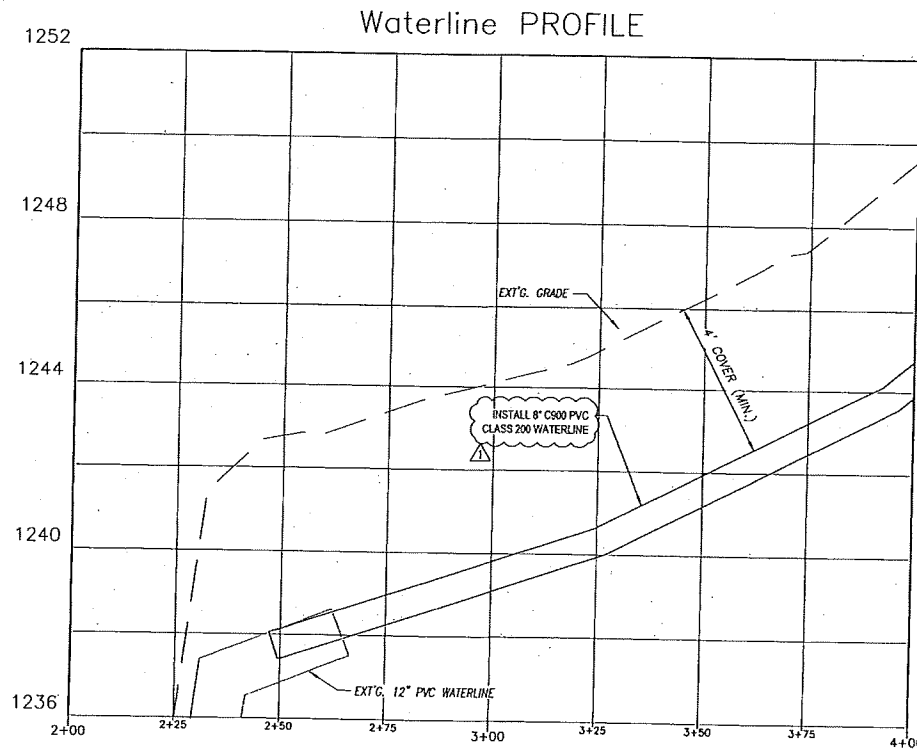 Waterline PROFILE
1252
1248
EXT'G. GRADE
4' COVER (MIN.)
1244
INSTALL 8" C900 PVC
CLASS 200 WATERLINE
1
1240
EXT'G. 12" PVC WATERLINE
1236
2+00
2+25
2+50
2+75
3+00
3+25
3+50
3+75